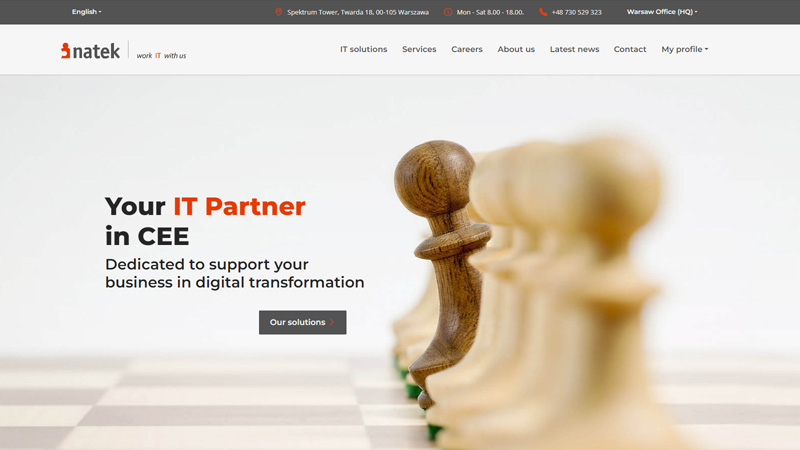 English
Spektrum Tower, Twarda 18, 00-105 Warszawa
Mon - Sat 8.00 - 18.00.
+48 730 529 323
Warsaw Office (HQ)
natek
work IT with us
IT solutions
Services
Careers
About us
Latest news
Contact
My profile
Your IT Partner
in CEE
Dedicated to support your
business in digital transformation
Our solutions